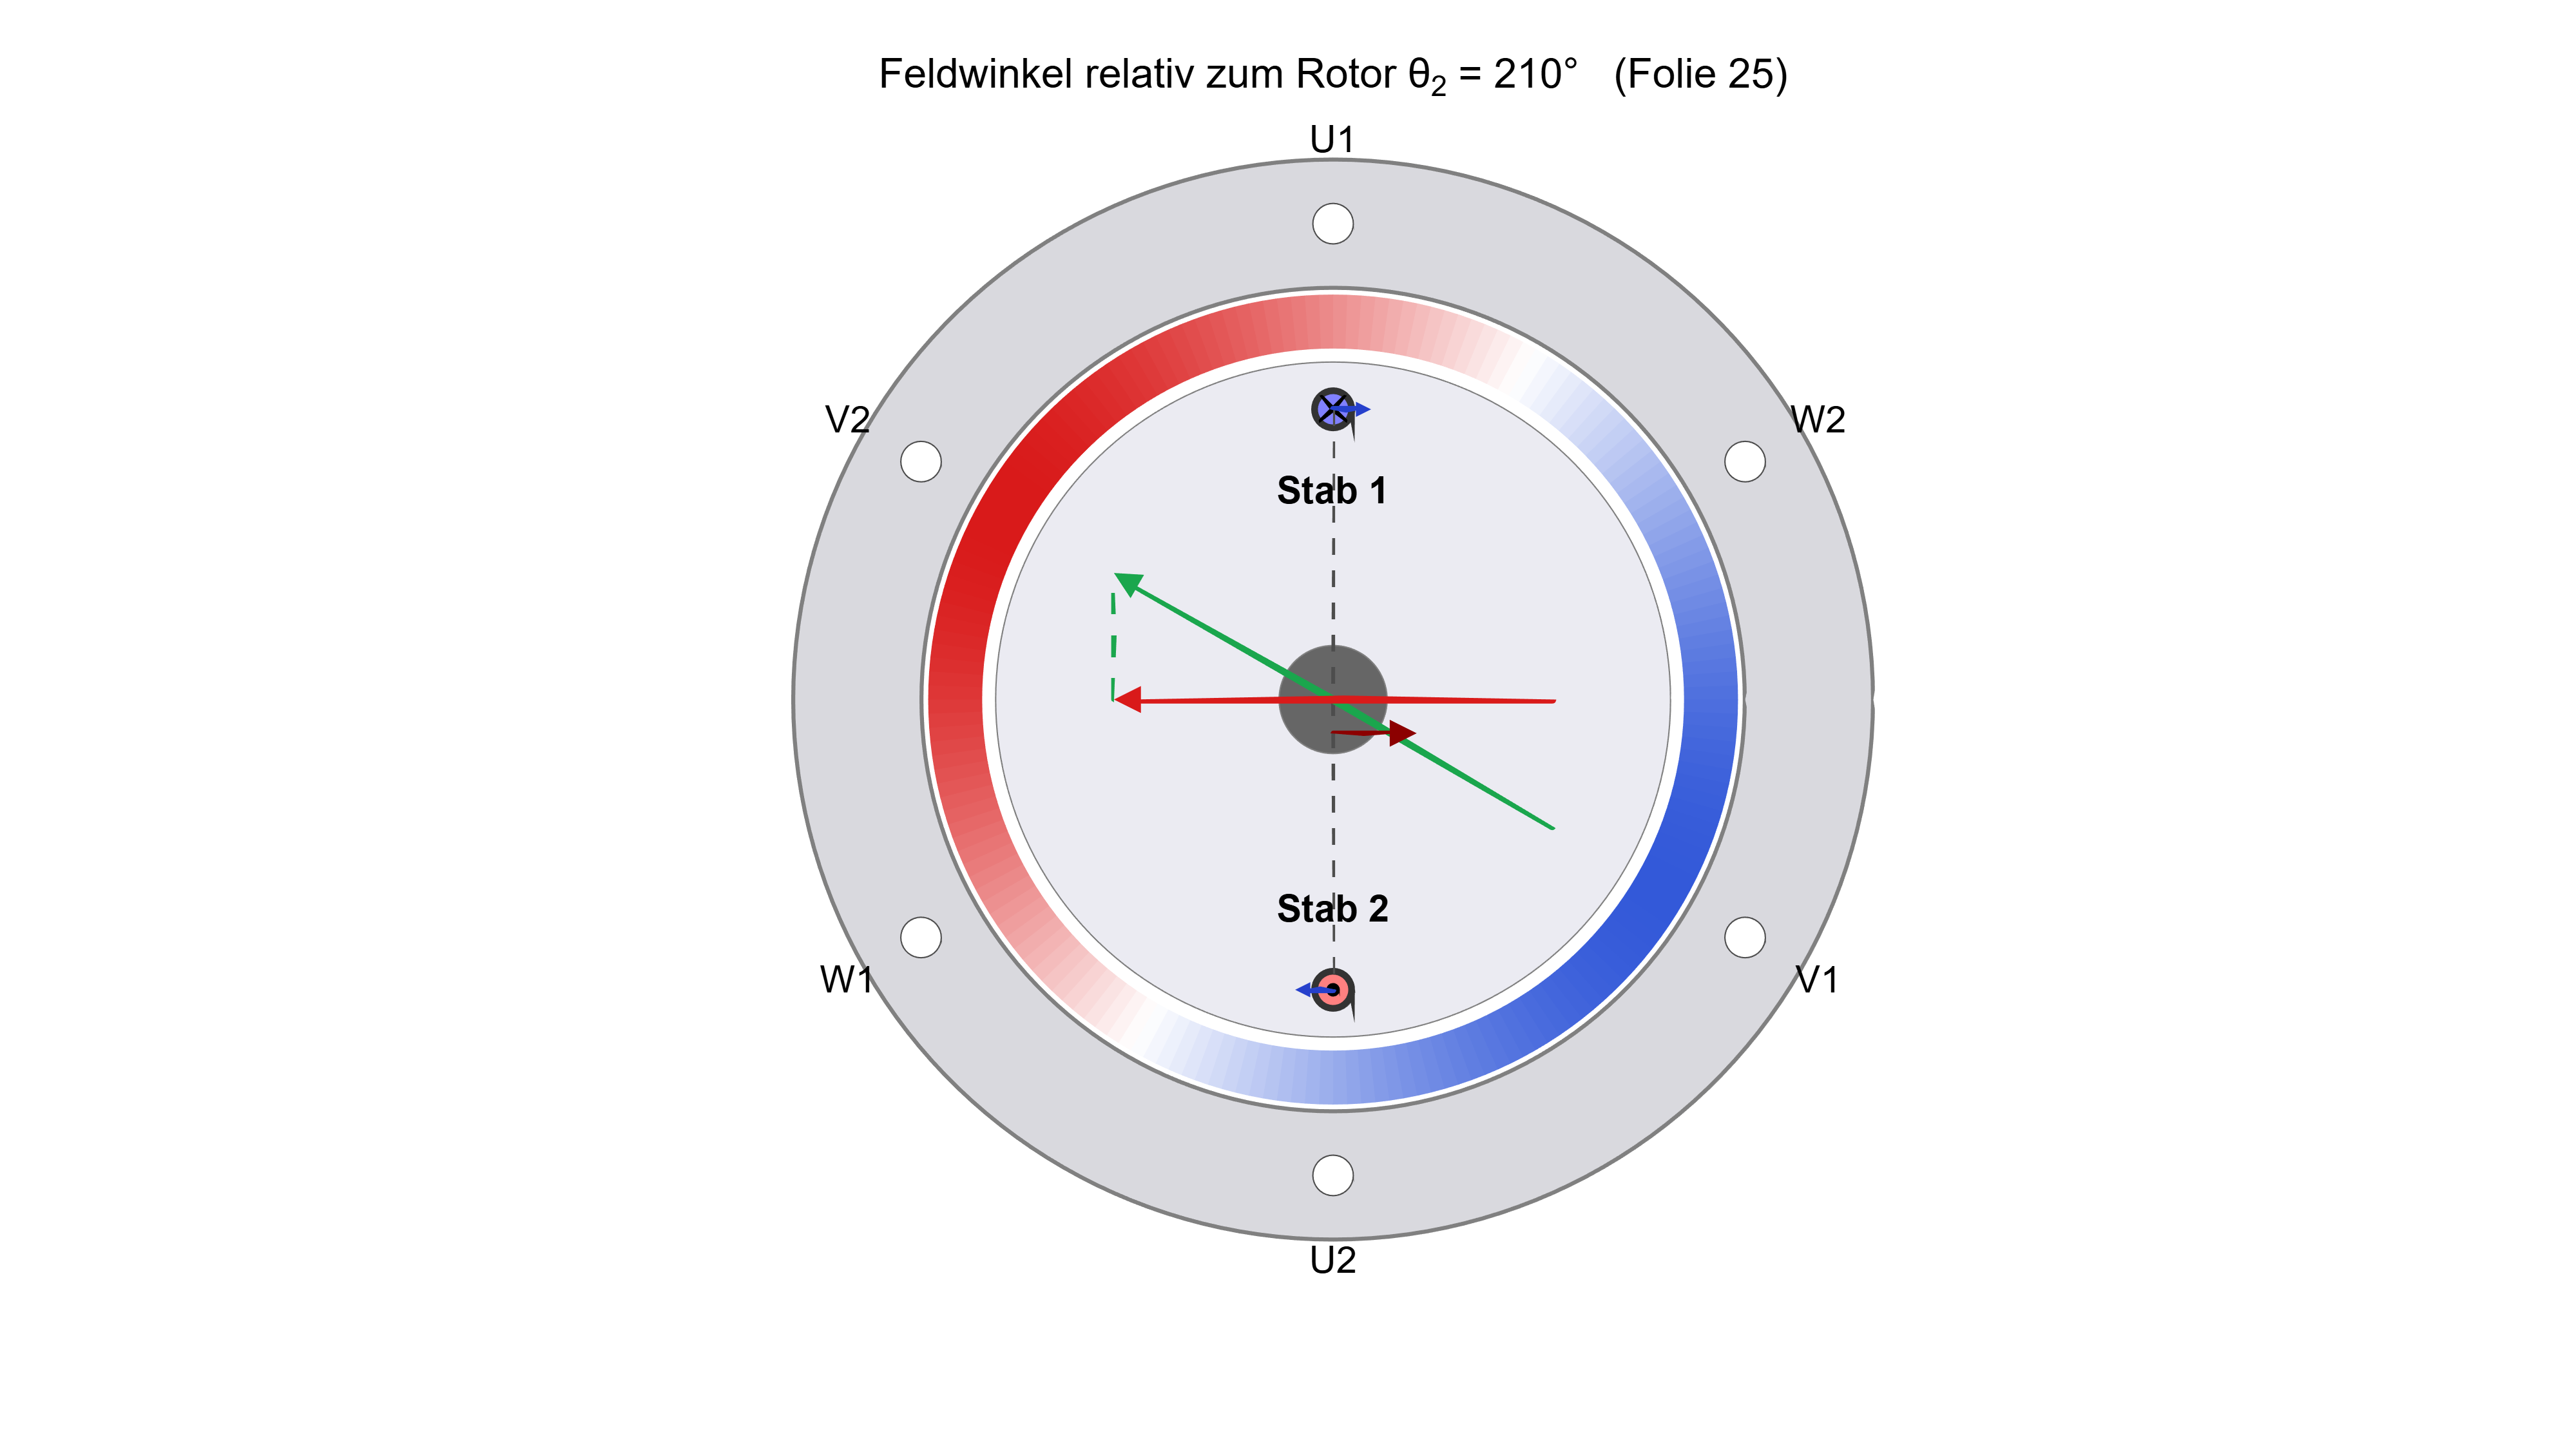 Feldwinkel relativ zum Rotor θ₂ = 210° (Folie 25)
U1
V2
W2
Stab 1
Stab 2
W1
V1
U2